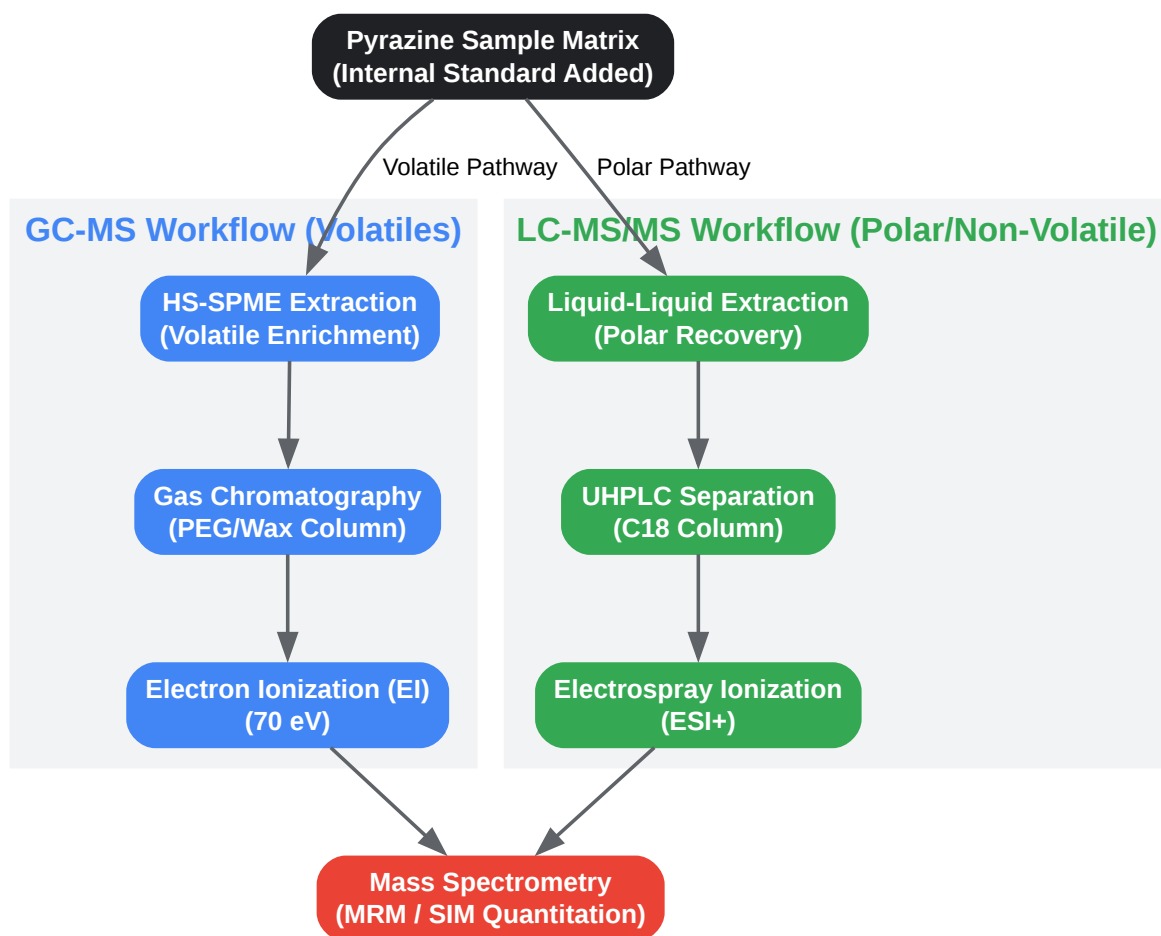 Pyrazine Sample Matrix
(Internal Standard Added)
Volatile Pathway
Polar Pathway
GC-MS Workflow (Volatiles)
LC-MS/MS Workflow (Polar/Non-Volatile)
HS-SPME Extraction
(Volatile Enrichment)
Liquid-Liquid Extraction
(Polar Recovery)
Gas Chromatography
(PEG/Wax Column)
UHPLC Separation
(C18 Column)
Electron Ionization (EI)
(70 eV)
Electrospray Ionization
(ESI+)
Mass Spectrometry
(MRM / SIM Quantitation)